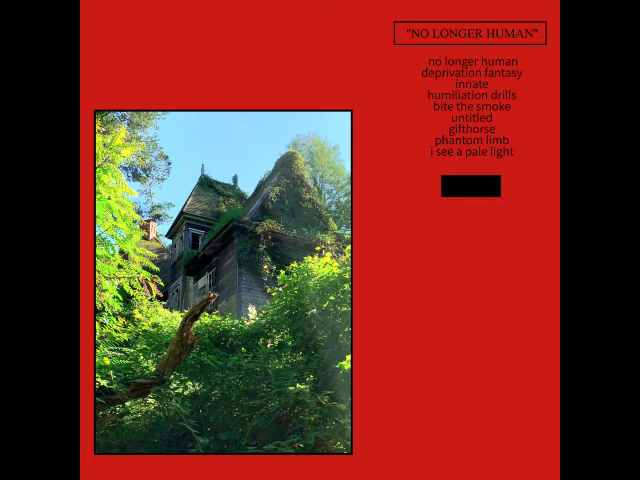 "NO LONGER HUMAN"
no longer human
deprivation fantasy
innate
humiliation drills
bite the smoke
untitled
gifthorse
phantom limb
i see a pale light